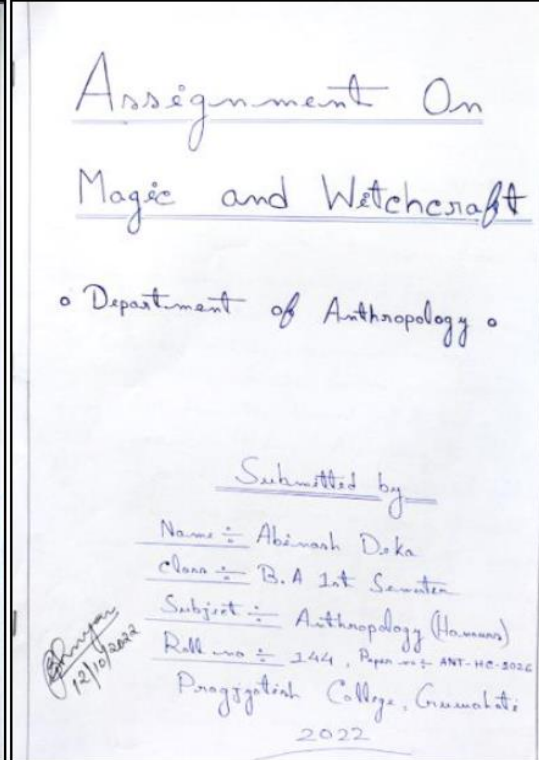 Assignment On
Magic and Witchcraft
o Department of Anthropology o
Submitted by
Name ÷ Abinash Deka
Class ÷ B.A 1st Semester
Subject ÷ Anthropology (Honours)
Roll no ÷ 144, Paper no ÷ ANT-HC-1026
Pragjyotish College, Guwahati
2022
12/10/2022